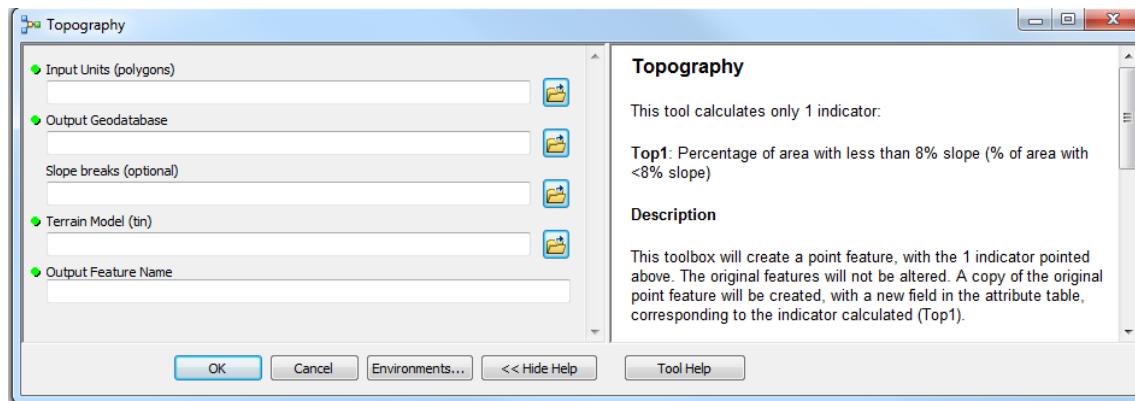 Topography
Input Units (polygons)
Output Geodatabase
Slope breaks (optional)
Terrain Model (tin)
Output Feature Name
OK
Cancel
Environments...
<< Hide Help
Topography
This tool calculates only 1 indicator:
Top1: Percentage of area with less than 8% slope (% of area with
<8% slope)
Description
This toolbox will create a point feature, with the 1 indicator pointed
above. The original features will not be altered. A copy of the original
point feature will be created, with a new field in the attribute table,
corresponding to the indicator calculated (Top1).
Tool Help